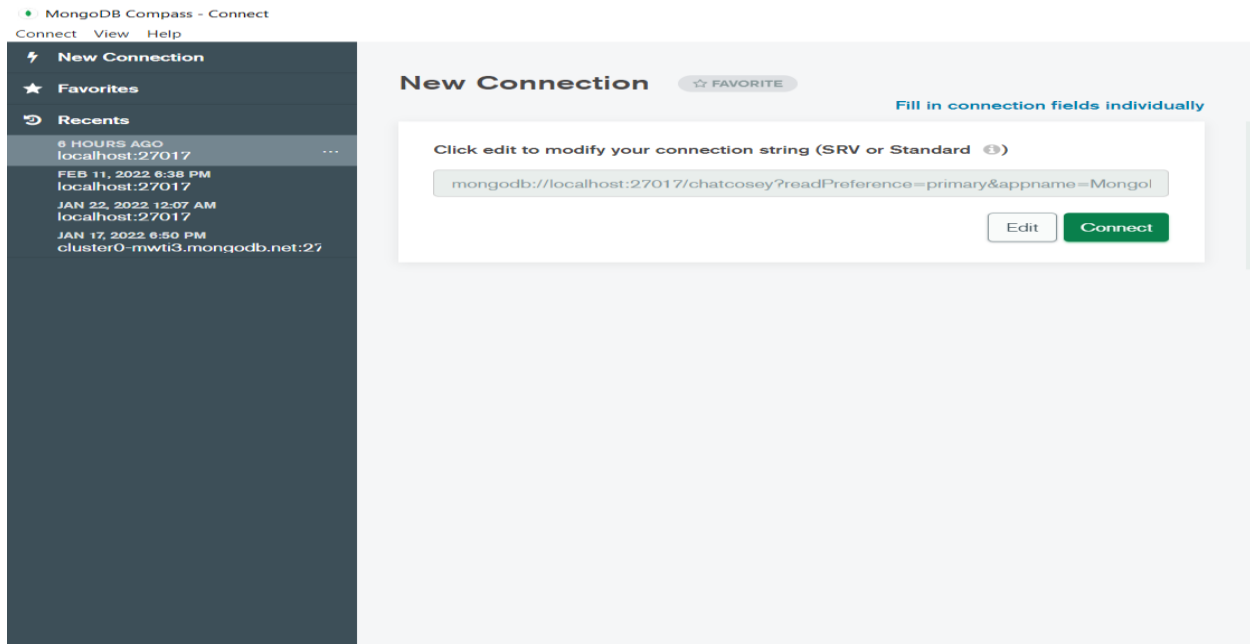 MongoDB Compass - Connect
Connect View Help
New Connection
Favorites
Recents
6 HOURS AGO
localhost:27017
...
FEB 11, 2022 6:38 PM
localhost:27017
JAN 22, 2022 12:07 AM
localhost:27017
JAN 17, 2022 6:50 PM
cluster0-mwti3.mongodb.net:27
New Connection
FAVORITE
Fill in connection fields individually
Click edit to modify your connection string (SRV or Standard )
mongodb://localhost:27017/chatcosey?readPreference=primary&appname=Mongol
Edit
Connect